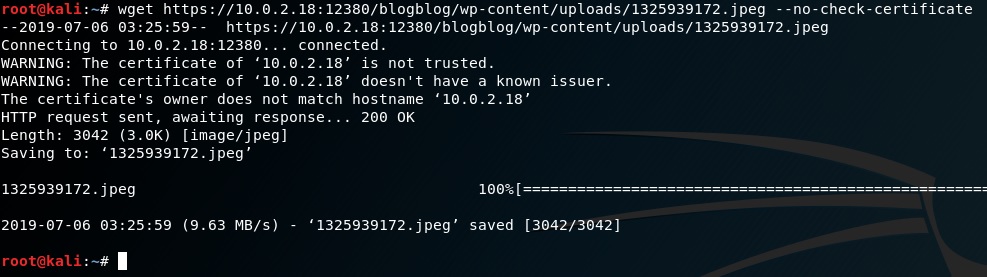 root@kali:~# wget https://10.0.2.18:12380/blogblog/wp-content/uploads/1325939172.jpeg --no-check-certificate
--2019-07-06 03:25:59--  https://10.0.2.18:12380/blogblog/wp-content/uploads/1325939172.jpeg
Connecting to 10.0.2.18:12380... connected.
WARNING: The certificate of ‘10.0.2.18’ is not trusted.
WARNING: The certificate of ‘10.0.2.18’ doesn't have a known issuer.
The certificate's owner does not match hostname ‘10.0.2.18’
HTTP request sent, awaiting response... 200 OK
Length: 3042 (3.0K) [image/jpeg]
Saving to: ‘1325939172.jpeg’
1325939172.jpeg                                      100%[====================================================
2019-07-06 03:25:59 (9.63 MB/s) - ‘1325939172.jpeg’ saved [3042/3042]
root@kali:~#